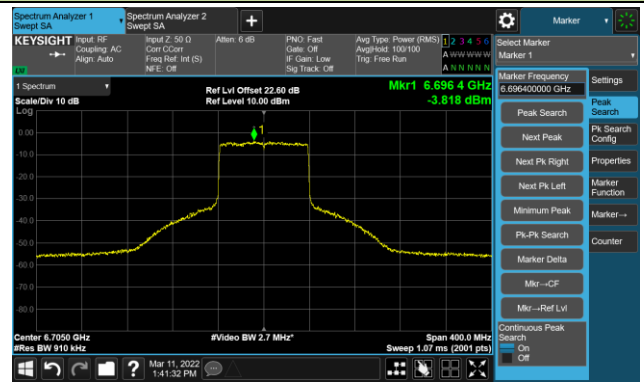 Spectrum Analyzer 1
Swept SA
Spectrum Analyzer 2
Swept SA
+
Marker
KEYSIGHT
Input: RF
Coupling: AC
Align: Auto
Input Z: 50 Ω
Corr CCorr
Freq Ref: Int (S)
NFE: Off
Atten: 6 dB
PNO: Fast
Gate: Off
IF Gain: Low
Sig Track: Off
Avg Type: Power (RMS)
Avg|Hold: 100/100
Trig: Free Run
1 2 3 4 5 6
A W W W W W
A N N N N N
LXI
Select Marker
Marker 1
1 Spectrum
Scale/Div 10 dB
Ref Lvl Offset 22.60 dB
Ref Level 10.00 dBm
Mkr1 6.696 4 GHz
-3.818 dBm
Log
1
0.00
-10.0
-20.0
-30.0
-40.0
-50.0
-60.0
-70.0
-80.0
Center 6.7050 GHz
#Res BW 910 kHz
#Video BW 2.7 MHz*
Span 400.0 MHz
Sweep 1.07 ms (2001 pts)
Marker Frequency
6.696400000 GHz
Peak Search
Next Peak
Next Pk Right
Next Pk Left
Minimum Peak
Pk-Pk Search
Marker Delta
Mkr→CF
Mkr→Ref Lvl
Continuous Peak
Search
On
Off
Settings
Peak
Search
Pk Search
Config
Properties
Marker
Function
Marker→
Counter
?
Mar 11, 2022
1:41:32 PM